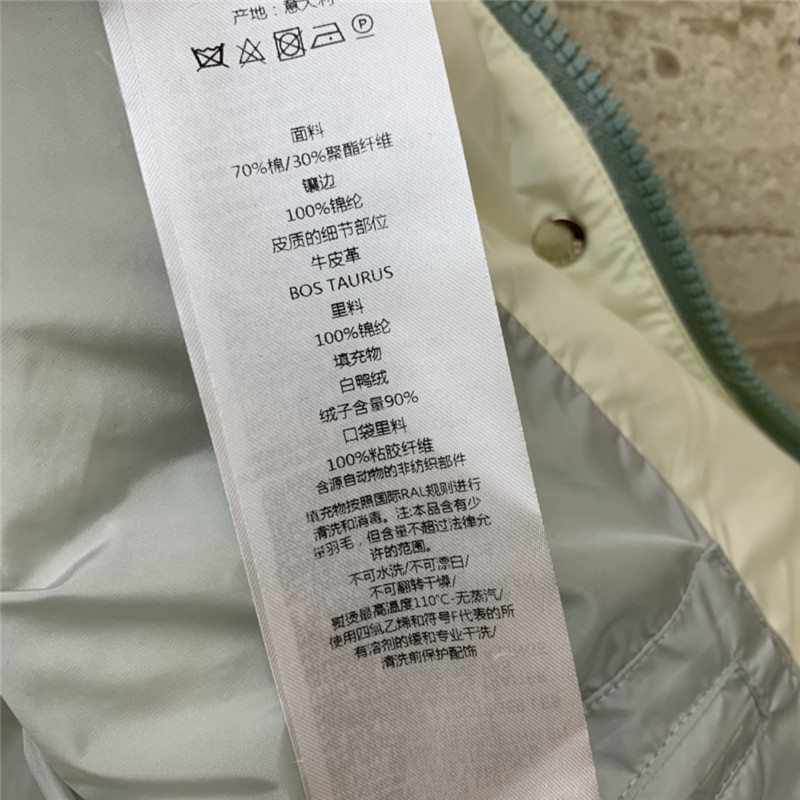 产地: 意大利
P
面料
70%棉/30%聚酯纤维
镶边
100%锦纶
皮质的细节部位
牛皮革
BOS TAURUS
里料
100%锦纶
填充物
白鸭绒
绒子含量90%
口袋里料
100%粘胶纤维
含源自动物的非纺织部件
填充物按照国际RAL规则进行
清洗和消毒。注:本品含有少
量羽毛，但含量不超过法律允
许的范围。
不可水洗/不可漂白/
不可翻转干燥/
熨烫最高温度110°C-无蒸汽/
使用四氯乙烯和符号F代表的所
有溶剂的缓和专业干洗/
清洗前保护配饰